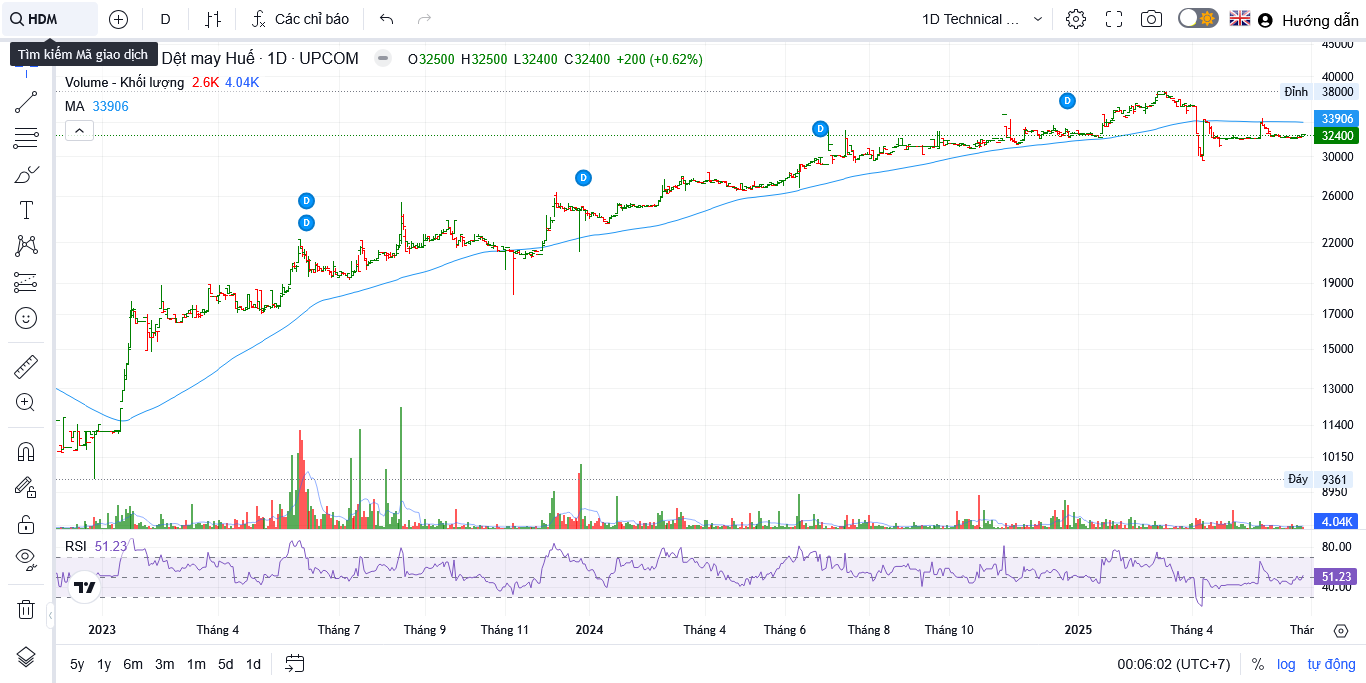 HDM
D
Các chỉ báo
1D Technical ...
Hướng dẫn
Tìm kiếm Mã giao dịch
Dệt may Huế · 1D · UPCOM
O32500 H32500 L32400 C32400 +200 (+0.62%)
Volume - Khối lượng 2.6K 4.04K
MA 33906
D
D
D
D
D
45000
40000
Đỉnh 38000
33906
32400
30000
26000
22000
19000
17000
15000
13000
11400
10150
Đáy 9361
8950
4.04K
RSI 51.23
80.00
51.23
40.00
2023 Tháng 4 Tháng 7 Tháng 9 Tháng 11 2024 Tháng 4 Tháng 6 Tháng 8 Tháng 10 2025 Tháng 4 Thár
5y 1y 6m 3m 1m 5d 1d
00:06:02 (UTC+7) % log tự động